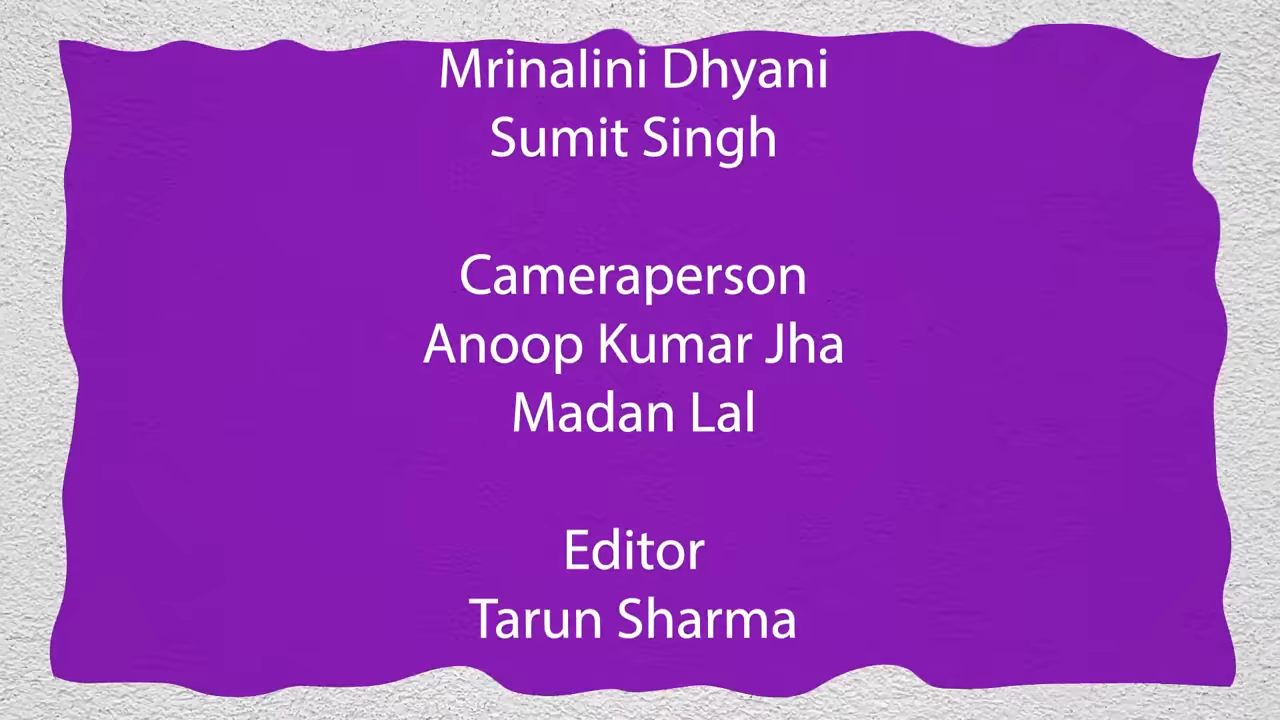 Mrinalini Dhyani
Sumit Singh
Cameraperson
Anoop Kumar Jha
Madan Lal
Editor
Tarun Sharma